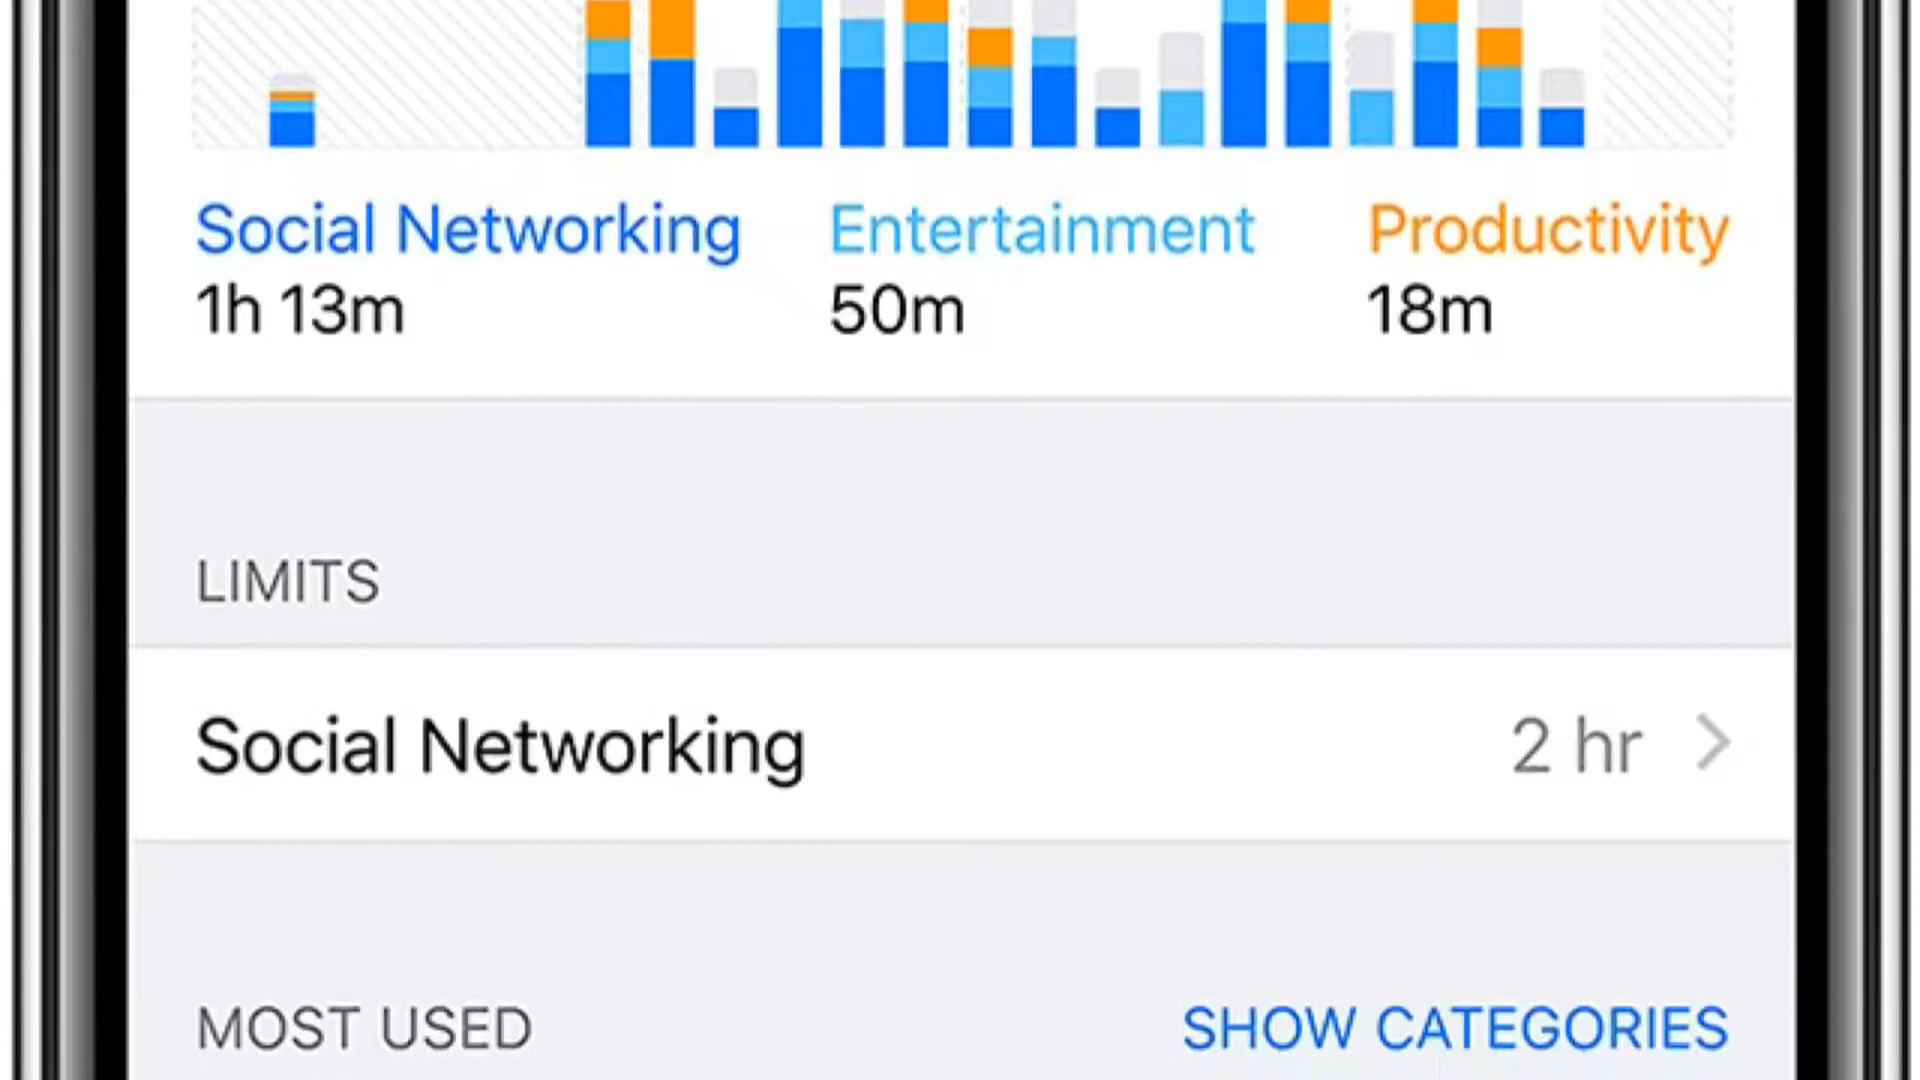 Social Networking Entertainment Productivity
1h 13m 50m 18m
LIMITS
Social Networking 2 hr
MOST USED SHOW CATEGORIES